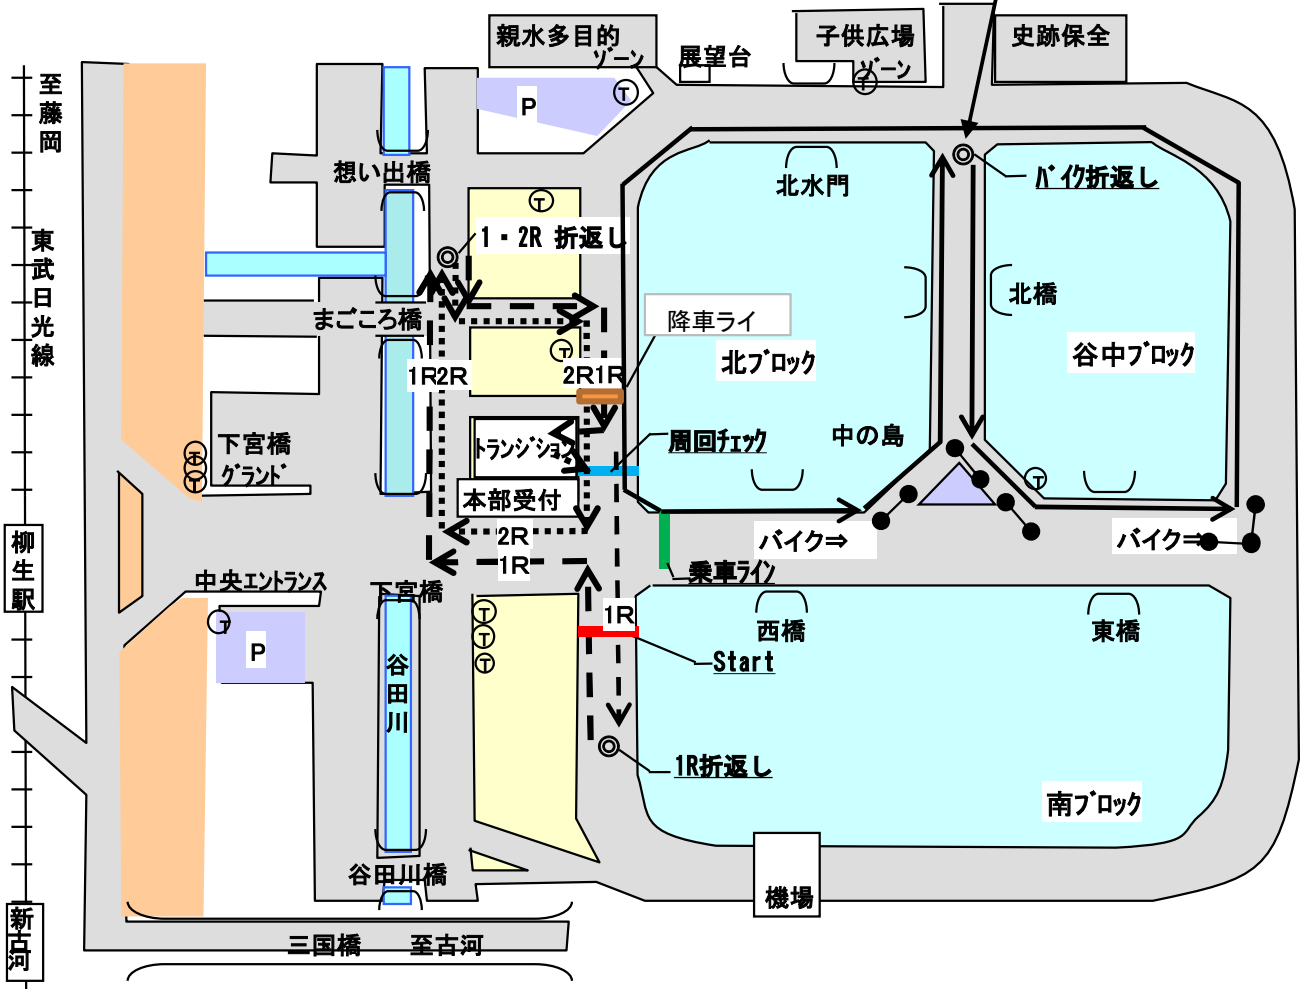 親水多目的
ゾーン
展望台
子供広場
ゾーン
史跡保全
至藤岡
P
T
T
想い出橋
北水門
バイク折返し
T
東武日光線
1・2R 折返し
北橋
まごころ橋
降車ライ
北ブロック
谷中ブロック
T
1R2R
2R1R
下宮橋
グランド
T
T
T
トランジション
周回チェック
中の島
T
本部受付
2R
1R
バイク⇒
バイク⇒
柳生駅
中央エントランス
下宮橋
乗車ライン
T
P
T
T
T
1R
西橋
東橋
Start
谷田川
1R折返し
南ブロック
谷田川橋
機場
新古河
三国橋
至古河